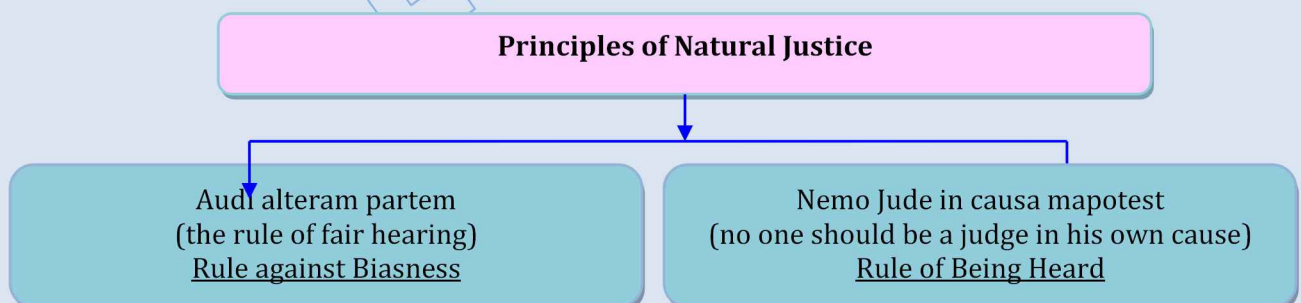 Principles of Natural Justice
Audi alteram partem
(the rule of fair hearing)
Rule against Biasness
Nemo Jude in causa mapotest
(no one should be a judge in his own cause)
Rule of Being Heard